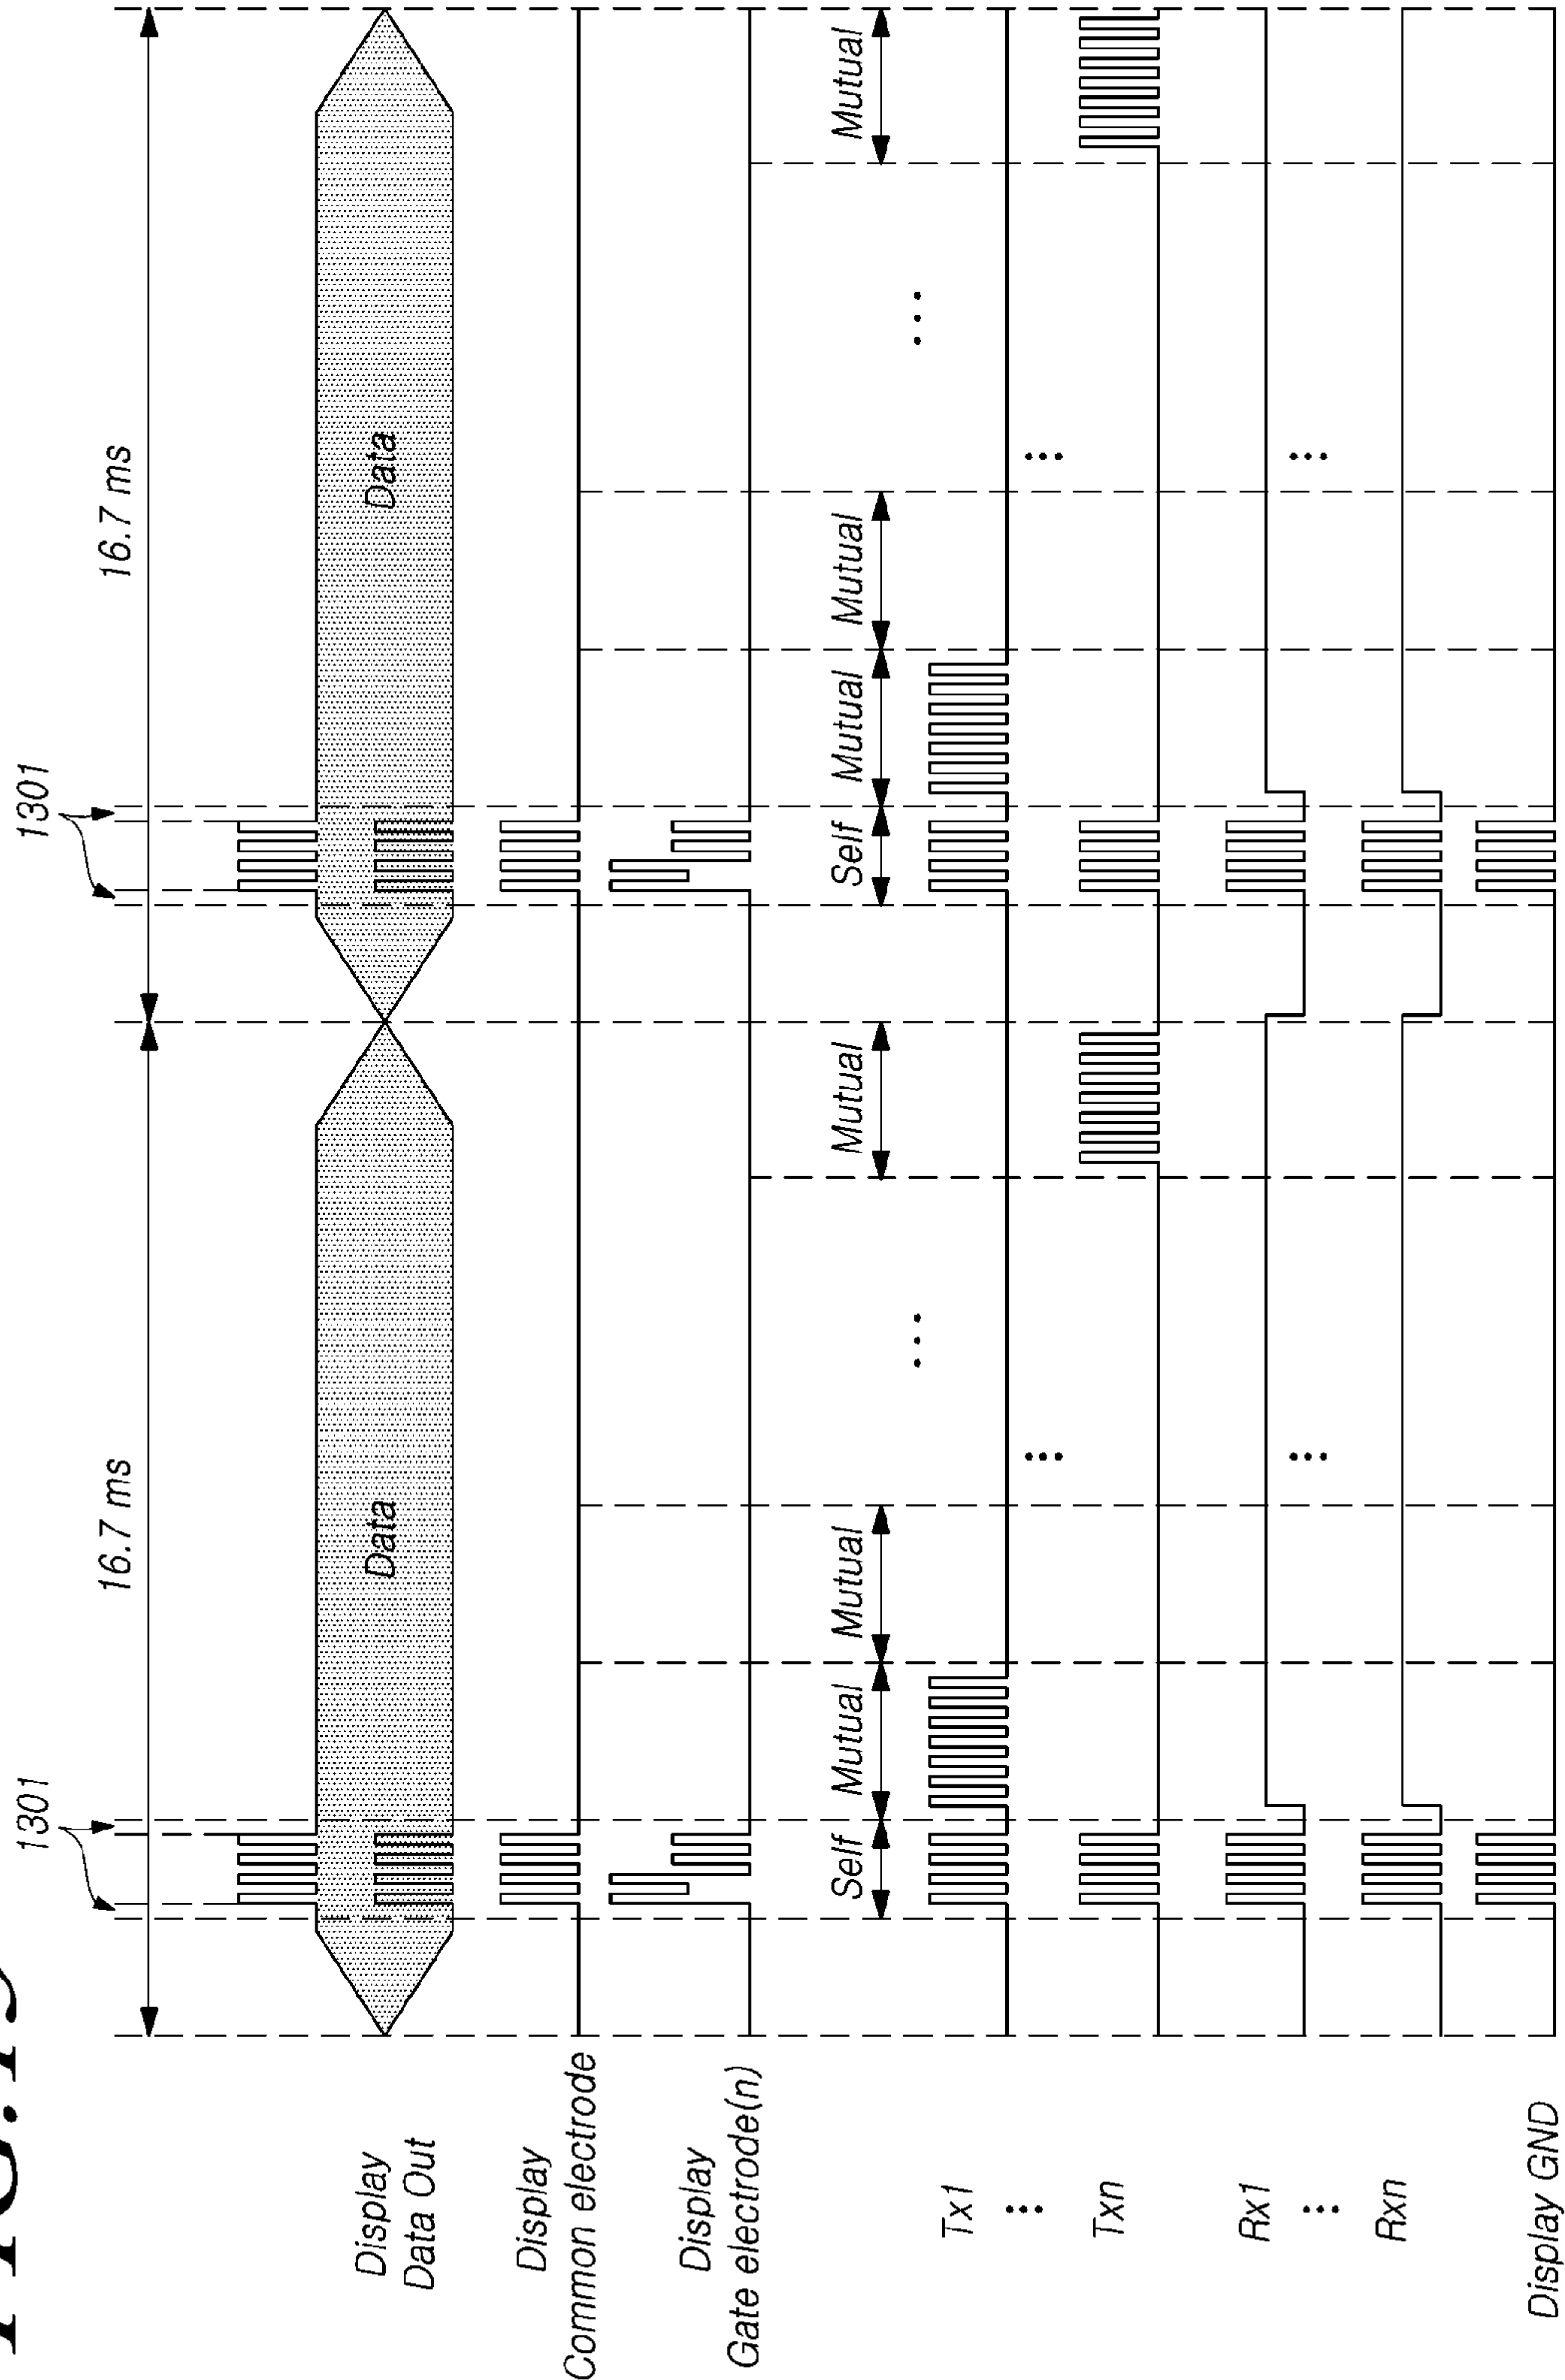 1301
1301
16.7 ms
16.7 ms
Display
Data Out
Data
Data
Display
Common electrode
Display
Gate electrode(n)
Self
Mutual
Mutual
...
Mutual
Self
Mutual
Mutual
...
Mutual
Tx1
⋮
Txn
Rx1
⋮
Rxn
Display GND